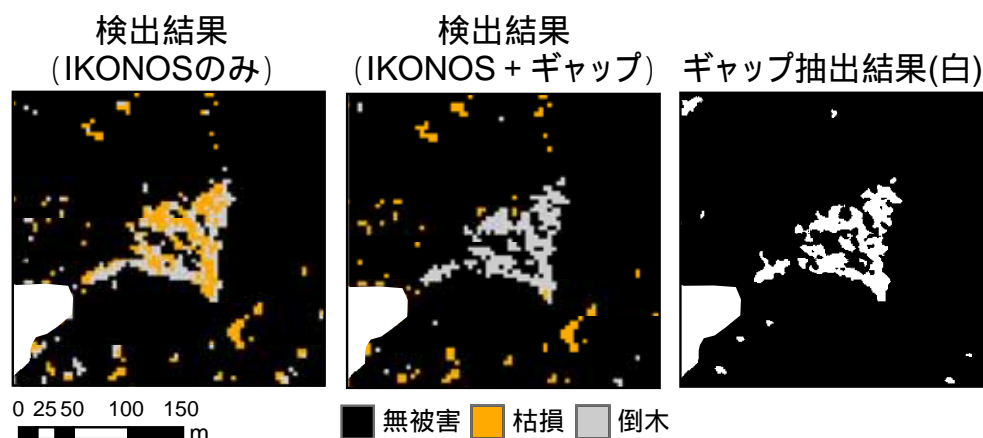 検出結果
(IKONOSのみ)
検出結果
(IKONOS + ギャップ)
ギャップ抽出結果(白)
0 25 50 100 150
m
無被害 枯損 倒木